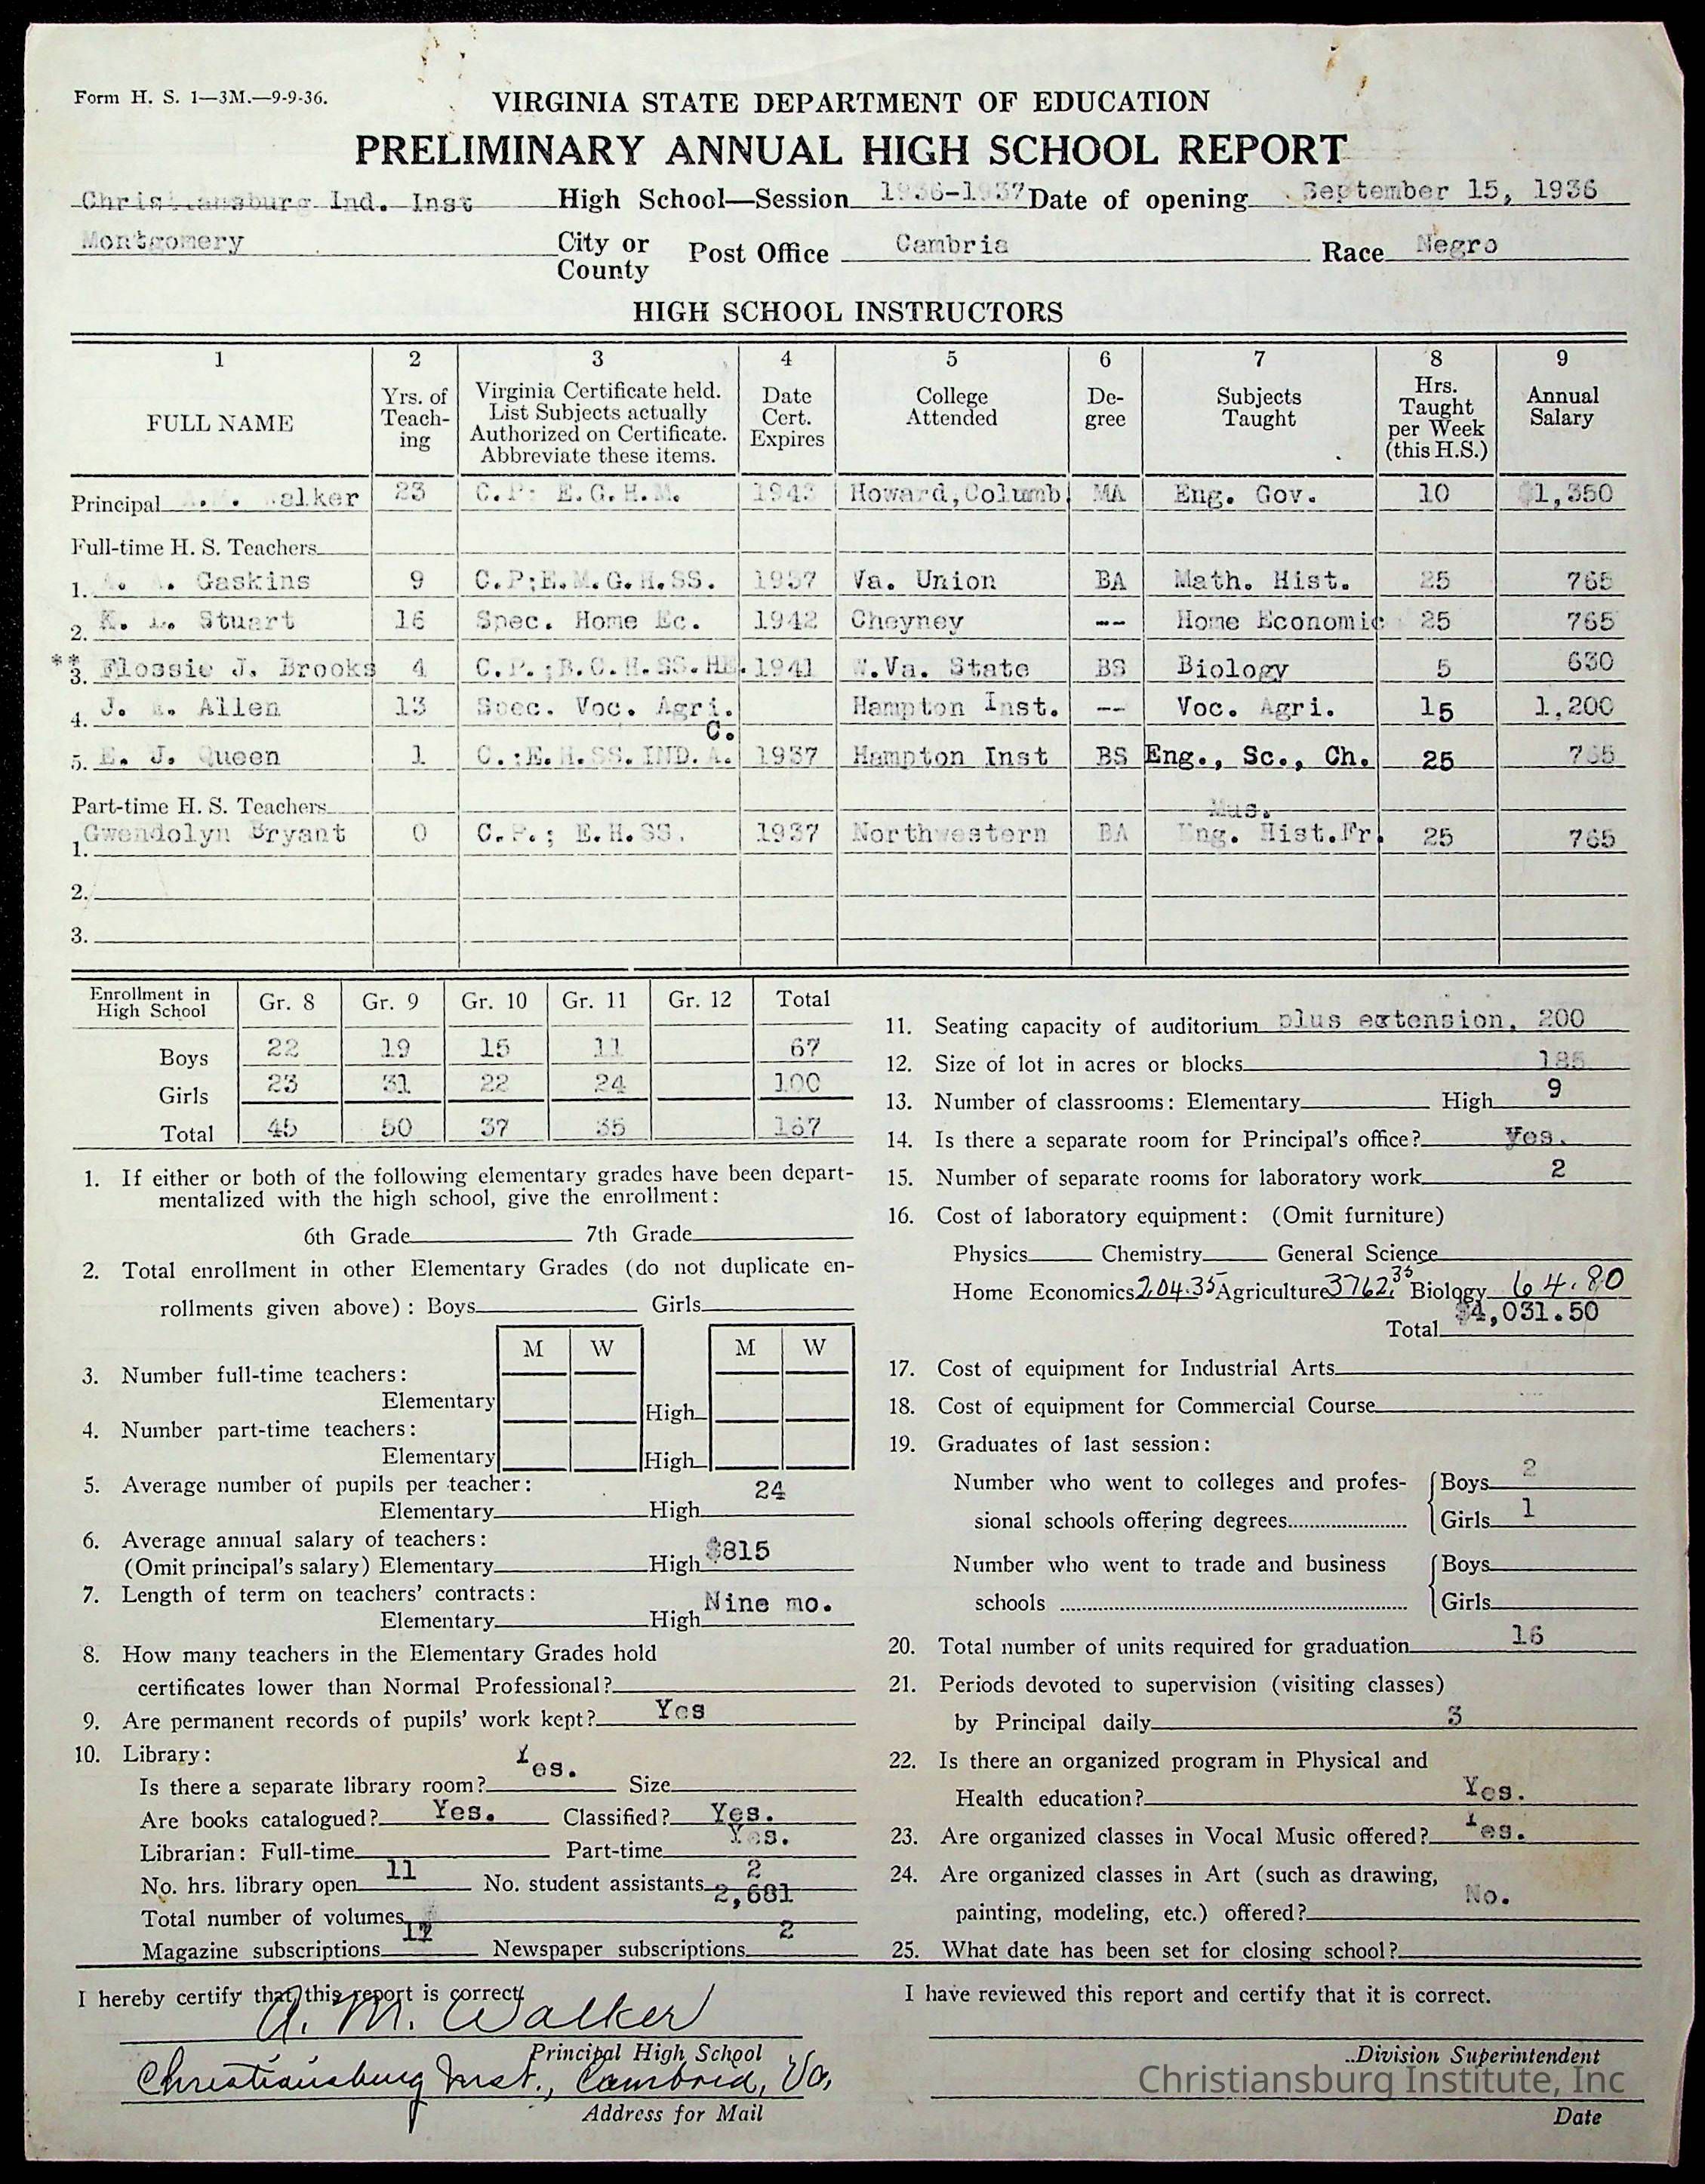 Form H. S. 1—3M.—9-9-36.
VIRGINIA STATE DEPARTMENT OF EDUCATION
PRELIMINARY ANNUAL HIGH SCHOOL REPORT
Christiansburg Ind. Inst High School—Session 1936-1937 Date of opening September 15, 1936
Montgomery City or County Post Office Cambria Race Negro
HIGH SCHOOL INSTRUCTORS
1 2 3 4 5 6 7 8 9
FULL NAME Yrs. of Teach-ing Virginia Certificate held. List Subjects actually Authorized on Certificate. Abbreviate these items. Date Cert. Expires College Attended De-gree Subjects Taught Hrs. Taught per Week (this H.S.) Annual Salary
Principal Walker 23 C.P: E.G.H.M. 1943 Howard,Columb. MA Eng. Gov. 10 $1,350
Full-time H. S. Teachers
1. A. Gaskins 9 C.P;E.M.G.H.SS. 1937 Va. Union BA Math. Hist. 25 765
2. K. L. Stuart 16 Spec. Home Ec. 1942 Cheyney -- Home Economic 25 765
** 3. Flossie J. Brooks 4 C.P.;B.C.H.SS.HE. 1941 W.Va. State BS Biology 5 630
4. J. Allen 13 Spec. Voc. Agri. Hampton Inst. -- Voc. Agri. 15 1,200
C.
5. E. J. Queen 1 C.:E.H.SS.IND.A. 1937 Hampton Inst BS Eng., Sc., Ch. 25 765
Part-time H. S. Teachers Mus.
1. Gwendolyn Bryant 0 C.P.; E.H.SS. 1937 Northwestern BA Eng. Hist.Fr. 25 765
2.
3.
Enrollment in High School Gr. 8 Gr. 9 Gr. 10 Gr. 11 Gr. 12 Total
Boys 22 19 15 11 67
Girls 23 31 22 24 100
Total 45 50 37 35 167
1. If either or both of the following elementary grades have been depart-
mentalized with the high school, give the enrollment:
6th Grade 7th Grade
2. Total enrollment in other Elementary Grades (do not duplicate en-
rollments given above): Boys Girls
M W M W
3. Number full-time teachers:
Elementary High
4. Number part-time teachers:
Elementary High
5. Average number of pupils per teacher:
Elementary High 24
6. Average annual salary of teachers:
(Omit principal's salary) Elementary High $815
7. Length of term on teachers' contracts:
Elementary High Nine mo.
8. How many teachers in the Elementary Grades hold
certificates lower than Normal Professional?
9. Are permanent records of pupils' work kept? Yes
10. Library:
Is there a separate library room? Yes. Size
Are books catalogued? Yes. Classified? Yes.
Librarian: Full-time Part-time Yes.
No. hrs. library open 11 No. student assistants 2
Total number of volumes 2,681
Magazine subscriptions 12 Newspaper subscriptions 2
11. Seating capacity of auditorium plus extension, 200
12. Size of lot in acres or blocks 185
13. Number of classrooms: Elementary High 9
14. Is there a separate room for Principal's office? Yes.
15. Number of separate rooms for laboratory work 2
16. Cost of laboratory equipment: (Omit furniture)
Physics Chemistry General Science
Home Economics 204.35 Agriculture 3762.35 Biology 64.80
Total $4,031.50
17. Cost of equipment for Industrial Arts
18. Cost of equipment for Commercial Course
19. Graduates of last session:
Number who went to colleges and profes- Boys 2
sional schools offering degrees Girls 1
Number who went to trade and business Boys
schools Girls
20. Total number of units required for graduation 16
21. Periods devoted to supervision (visiting classes)
by Principal daily 3
22. Is there an organized program in Physical and
Health education? Yes.
23. Are organized classes in Vocal Music offered? Yes.
24. Are organized classes in Art (such as drawing,
painting, modeling, etc.) offered? No.
25. What date has been set for closing school?
I hereby certify that this report is correct.
A. M. Walker
Principal High School
Christiansburg Inst., Cambria, Va.
Address for Mail
I have reviewed this report and certify that it is correct.
Division Superintendent
Christiansburg Institute, Inc
Date